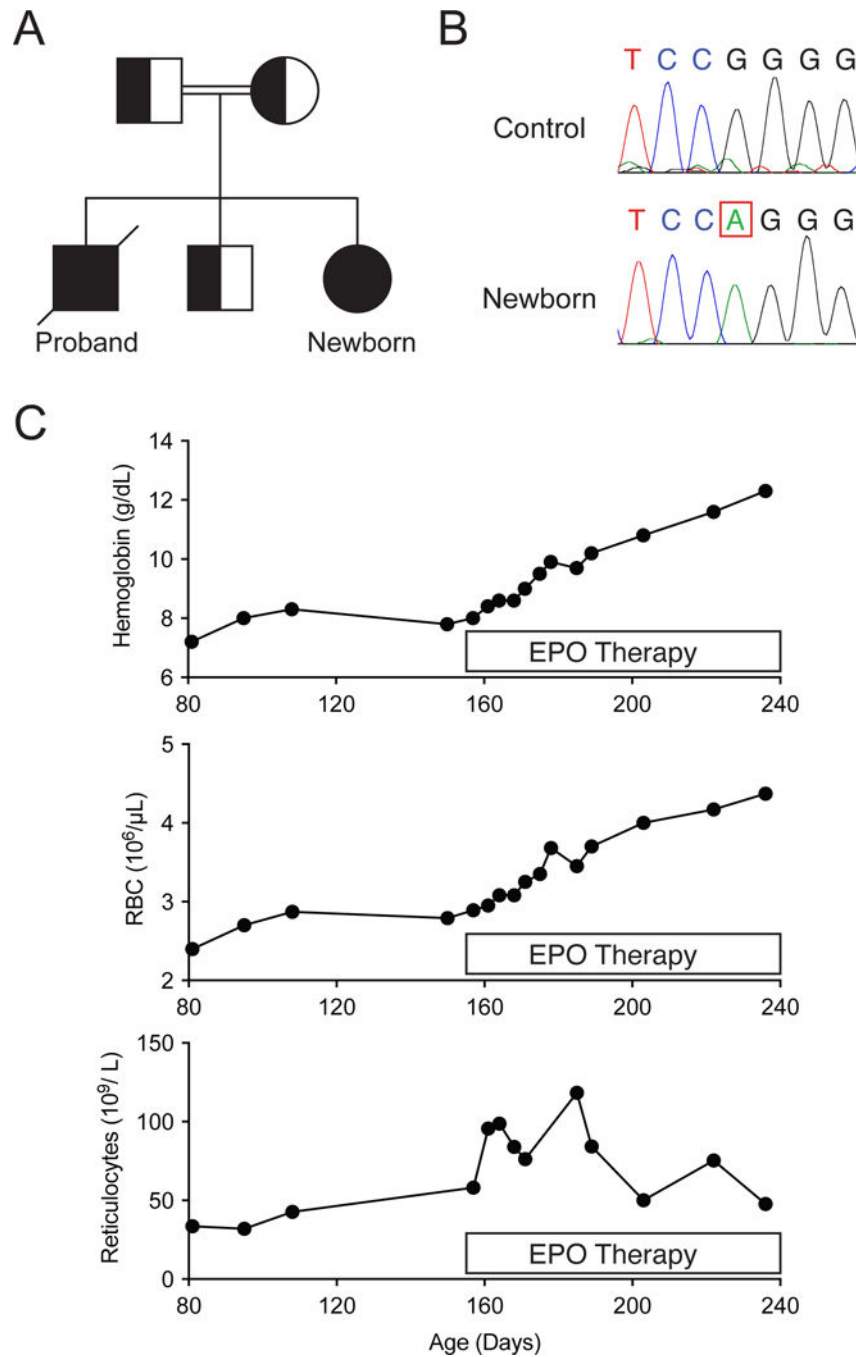 A
Proband
Newborn
B
T C C G G G G
Control
T C C A G G G
Newborn
C
Hemoglobin (g/dL)
14
12
10
8
6
EPO Therapy
80 120 160 200 240
RBC (10⁶/µL)
5
4
3
2
EPO Therapy
80 120 160 200 240
Reticulocytes (10⁹/ L)
150
100
50
0
EPO Therapy
80 120 160 200 240
Age (Days)